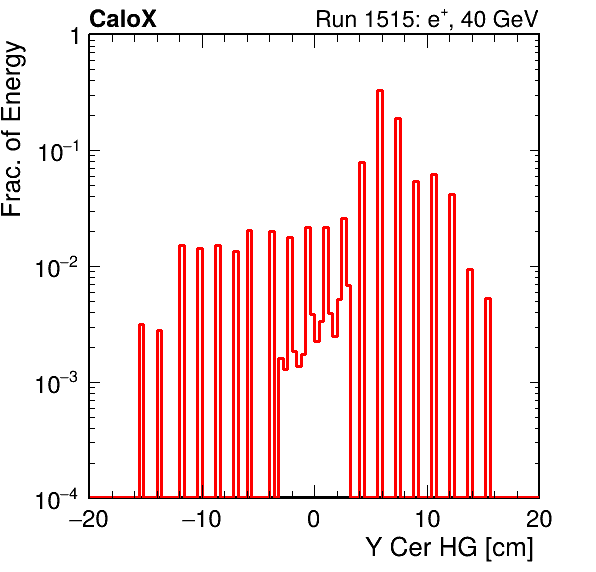 CaloX Run 1515: e⁺, 40 GeV
Frac. of Energy
1
10⁻¹
10⁻²
10⁻³
10⁻⁴
−20 −10 0 10 20
Y Cer HG [cm]